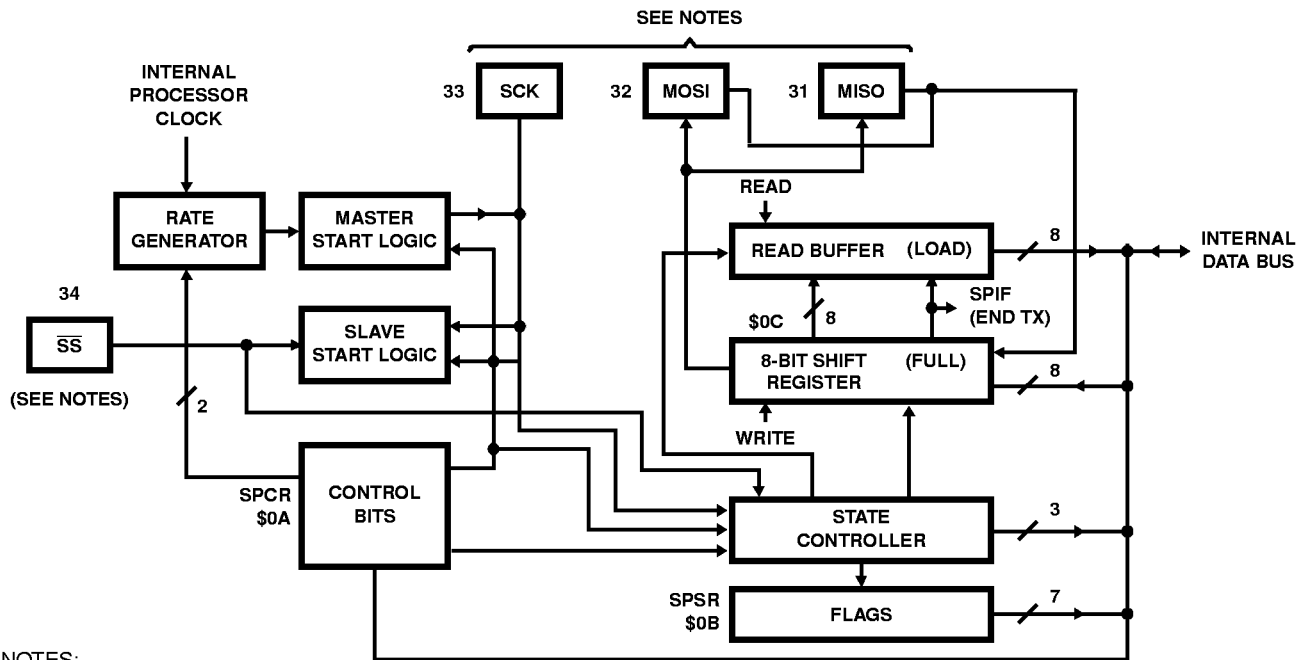 SEE NOTES
INTERNAL
PROCESSOR
CLOCK
33
SCK
32
MOSI
31
MISO
READ
RATE
GENERATOR
MASTER
START LOGIC
READ BUFFER (LOAD)
8
INTERNAL
DATA BUS
34
SS
(SEE NOTES)
SLAVE
START LOGIC
$0C
8
SPIF
(END TX)
8-BIT SHIFT
REGISTER
(FULL)
8
2
WRITE
SPCR
$0A
CONTROL
BITS
STATE
CONTROLLER
3
SPSR
$0B
FLAGS
7
NOTES: